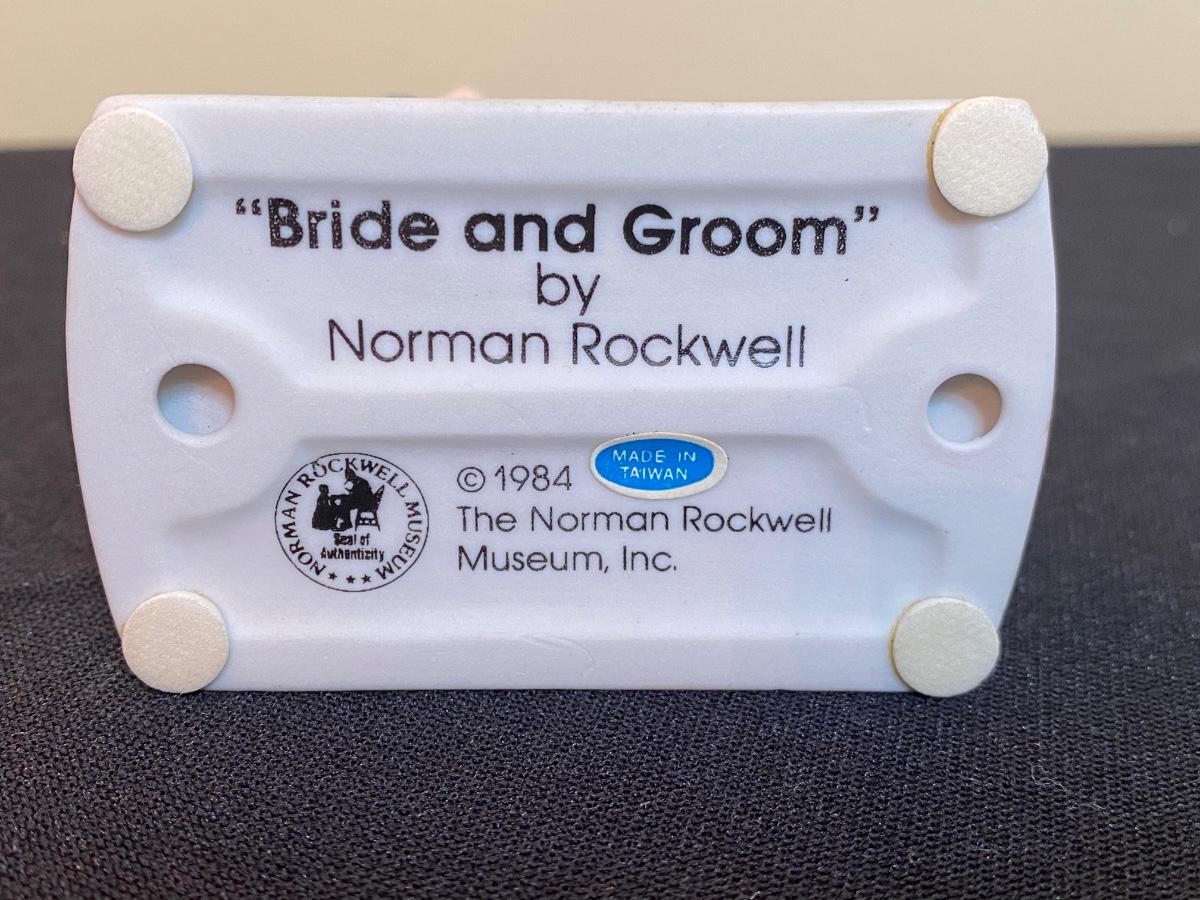 “Bride and Groom”
by
Norman Rockwell
NORMAN ROCKWELL MUSEUM
Seal of
Authenticity
© 1984
MADE IN
TAIWAN
The Norman Rockwell
Museum, Inc.